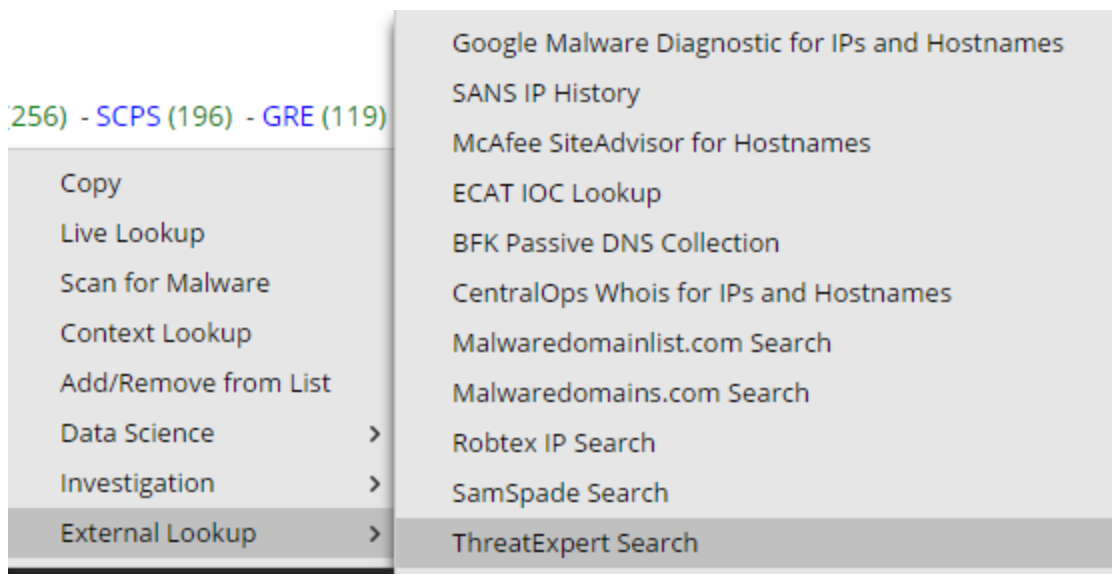 (256) - SCPS (196) - GRE (119)
Copy
Live Lookup
Scan for Malware
Context Lookup
Add/Remove from List
Data Science
Investigation
External Lookup
Google Malware Diagnostic for IPs and Hostnames
SANS IP History
McAfee SiteAdvisor for Hostnames
ECAT IOC Lookup
BFK Passive DNS Collection
CentralOps Whois for IPs and Hostnames
Malwaredomainlist.com Search
Malwaredomains.com Search
Robtex IP Search
SamSpade Search
ThreatExpert Search